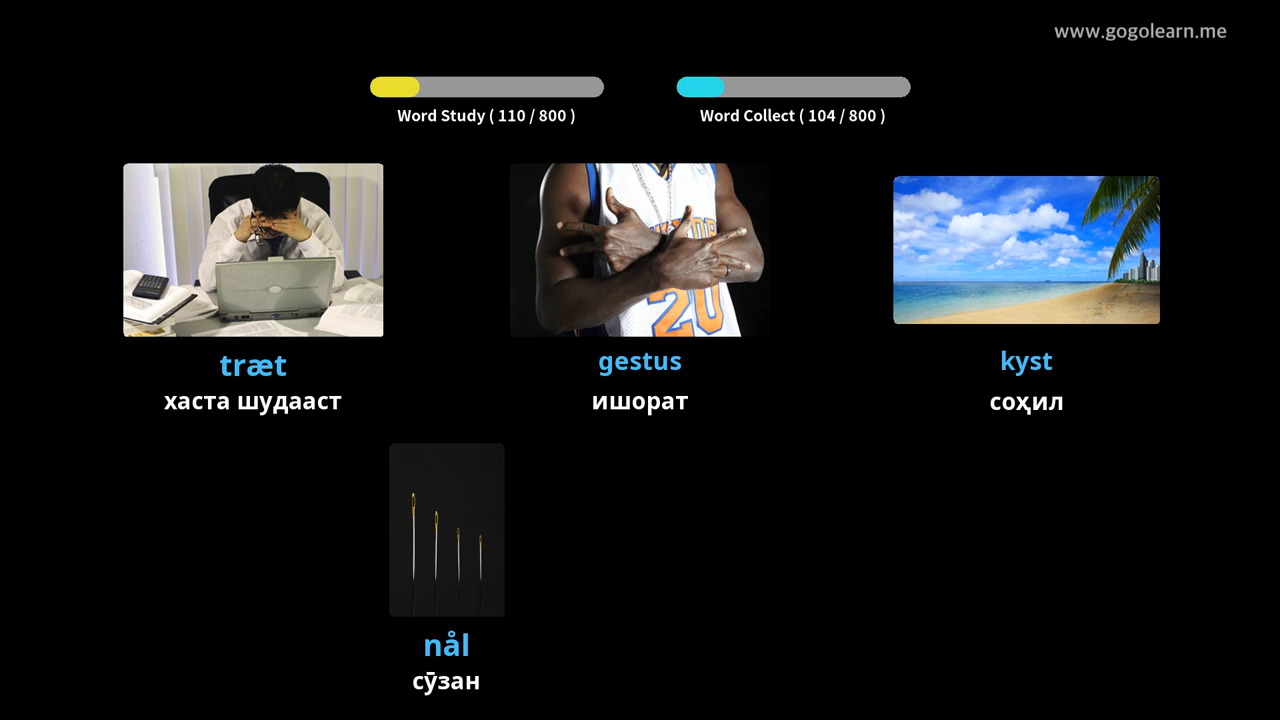 www.gogolearn.me
Word Study ( 110 / 800 )
Word Collect ( 104 / 800 )
træt
хаста шудааст
gestus
ишорат
kyst
соҳил
20
nål
сӯзан